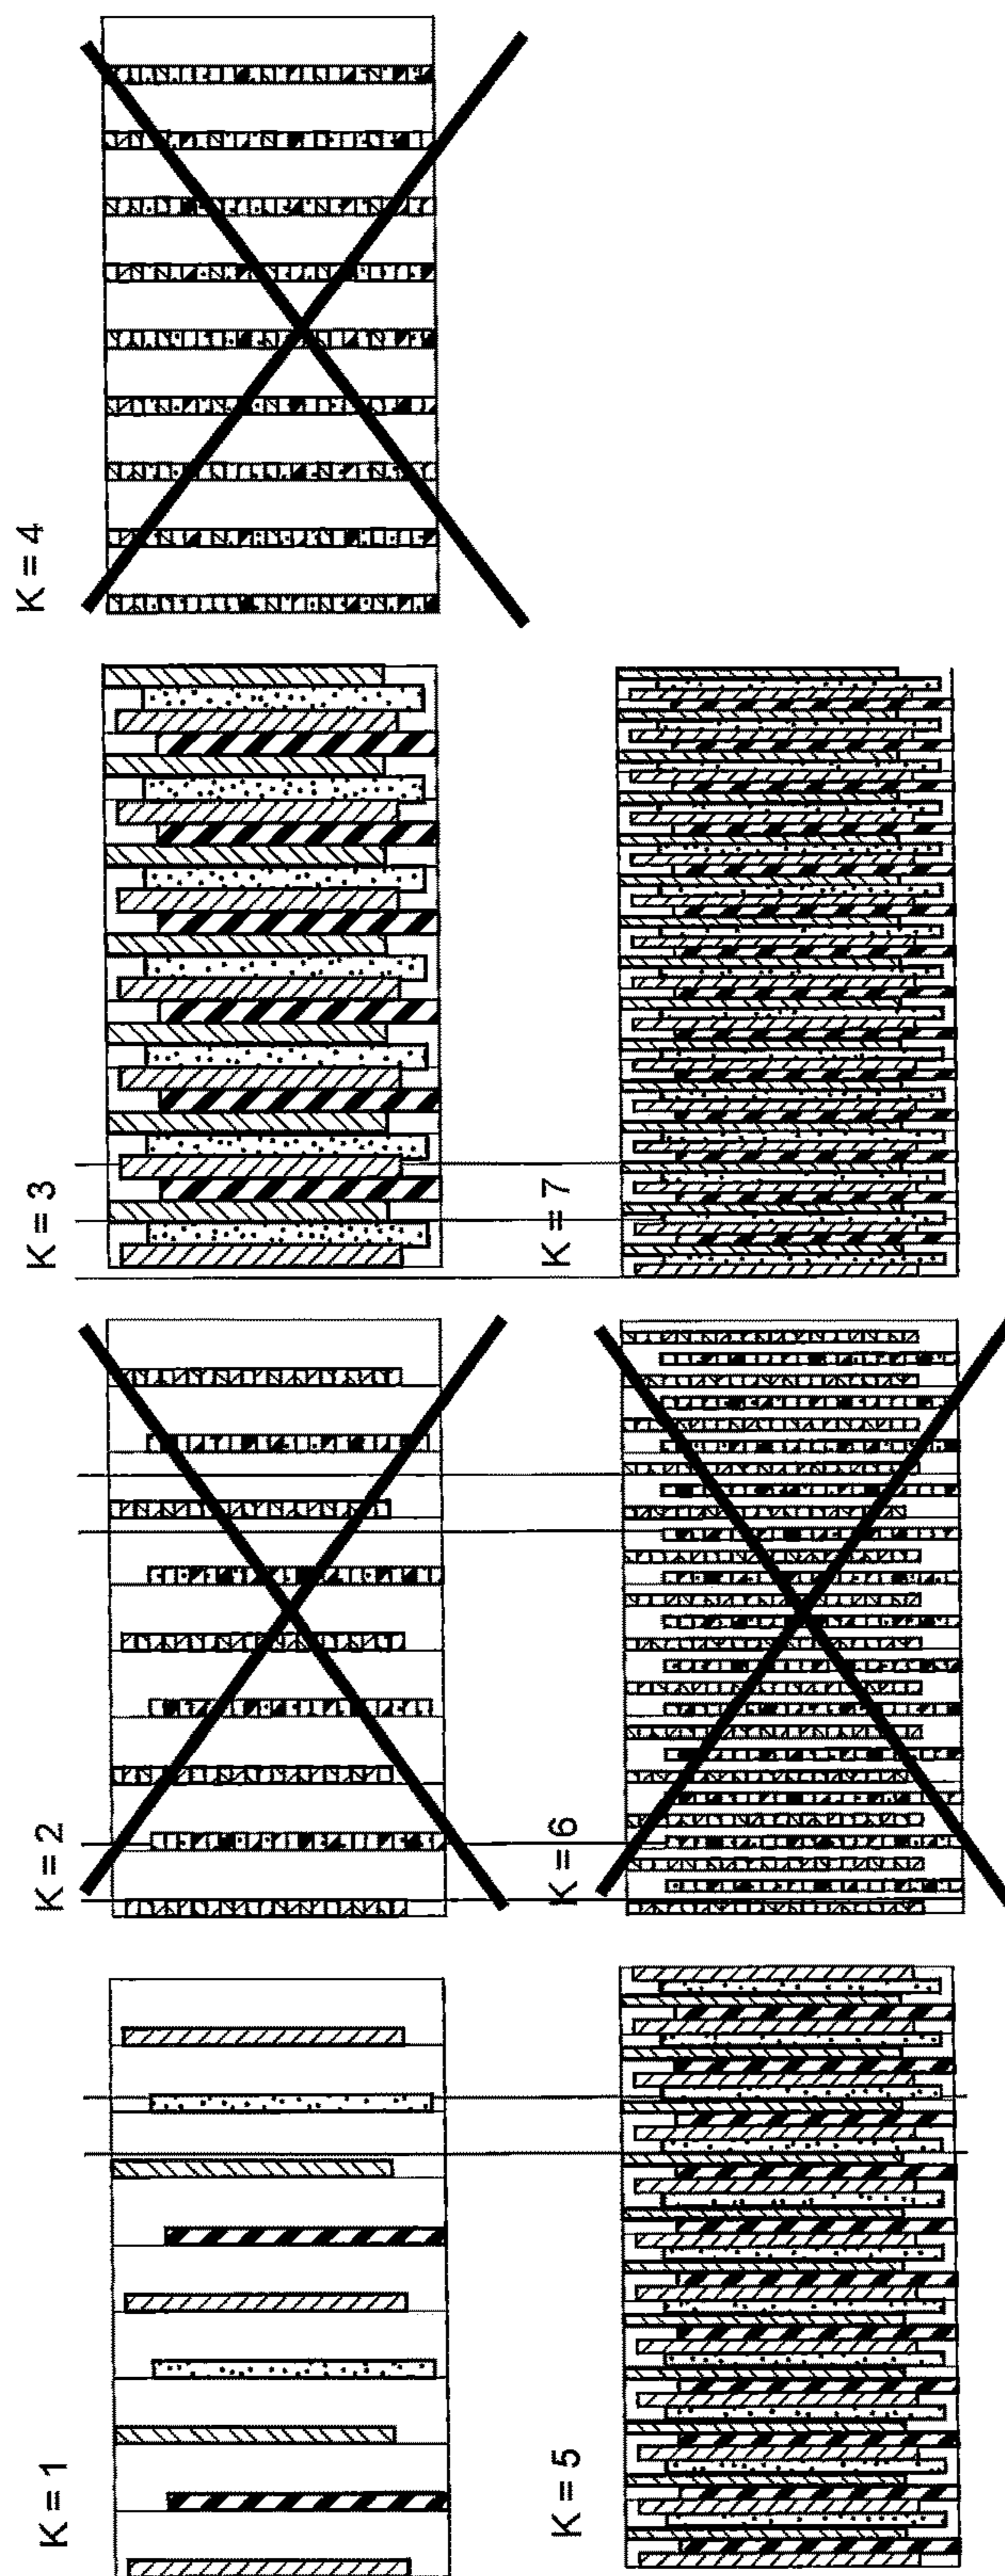 K = 1
K = 2
K = 3
K = 4
K = 5
K = 6
K = 7